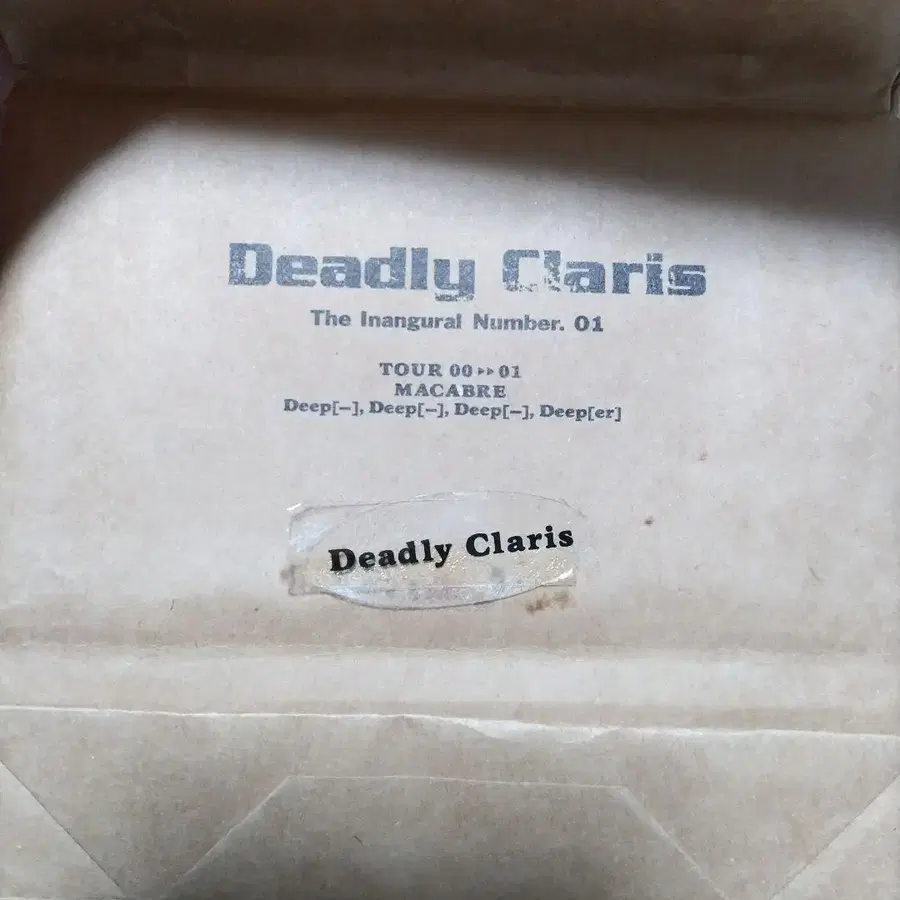 Deadly Claris
The Inangural Number. 01
TOUR 00▸▸01
MACABRE
Deep[-], Deep[-], Deep[-], Deep[er]
Deadly Claris